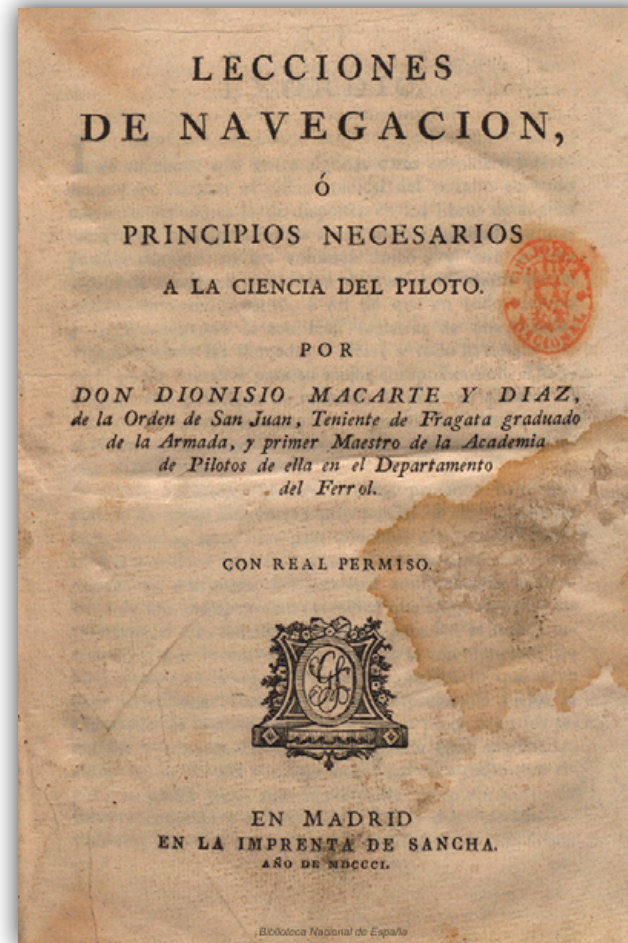 LECCIONES
DE NAVEGACION,
Ó
PRINCIPIOS NECESARIOS
A LA CIENCIA DEL PILOTO.
POR
DON DIONISIO MACARTE Y DIAZ,
de la Orden de San Juan, Teniente de Fragata graduado
de la Armada, y primer Maestro de la Academia
de Pilotos de ella en el Departamento
del Ferrol.
CON REAL PERMISO.
BIBLIOTECA
NACIONAL
EN MADRID
EN LA IMPRENTA DE SANCHA.
AÑO DE MDCCCI.
Biblioteca Nacional de España